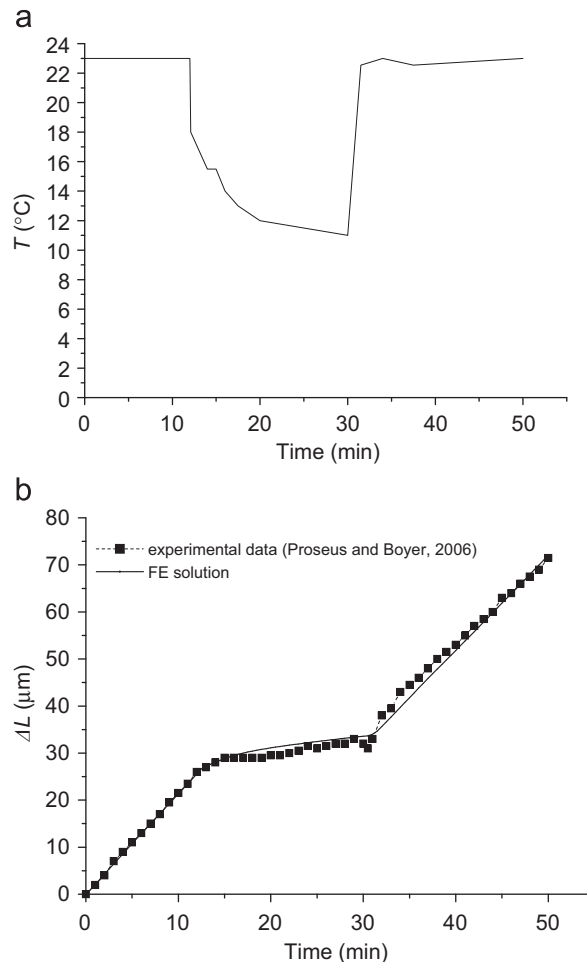 a
24
22
20
18
16
14
12
10
8
6
4
2
0
T (°C)
0 10 20 30 40 50
Time (min)
b
80
70
60
50
40
30
20
10
0
ΔL (μm)
experimental data (Proseus and Boyer, 2006)
FE solution
0 10 20 30 40 50
Time (min)